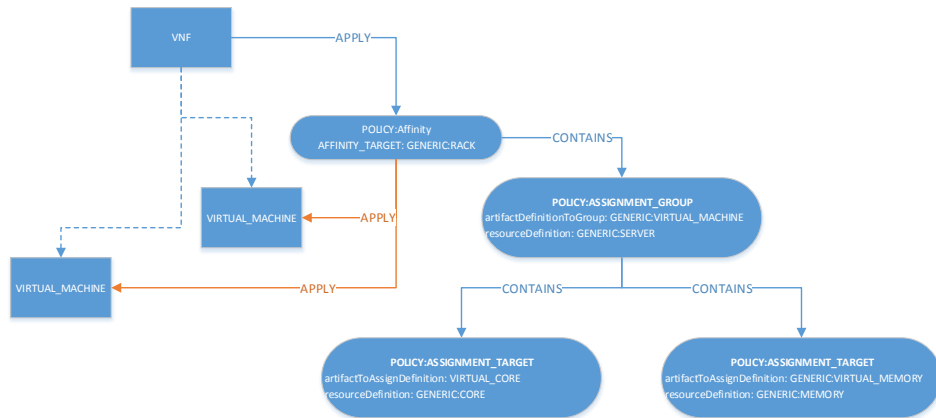 VNF
APPLY
POLICY:Affinity
AFFINITY_TARGET: GENERIC:RACK
CONTAINS
POLICY:ASSIGNMENT_GROUP
artifactDefinitionToGroup: GENERIC:VIRTUAL_MACHINE
resourceDefinition: GENERIC:SERVER
VIRTUAL_MACHINE
APPLY
VIRTUAL_MACHINE
APPLY
CONTAINS
CONTAINS
POLICY:ASSIGNMENT_TARGET
artifactToAssignDefinition: VIRTUAL_CORE
resourceDefinition: GENERIC:CORE
POLICY:ASSIGNMENT_TARGET
artifactToAssignDefinition: GENERIC:VIRTUAL_MEMORY
resourceDefinition: GENERIC:MEMORY